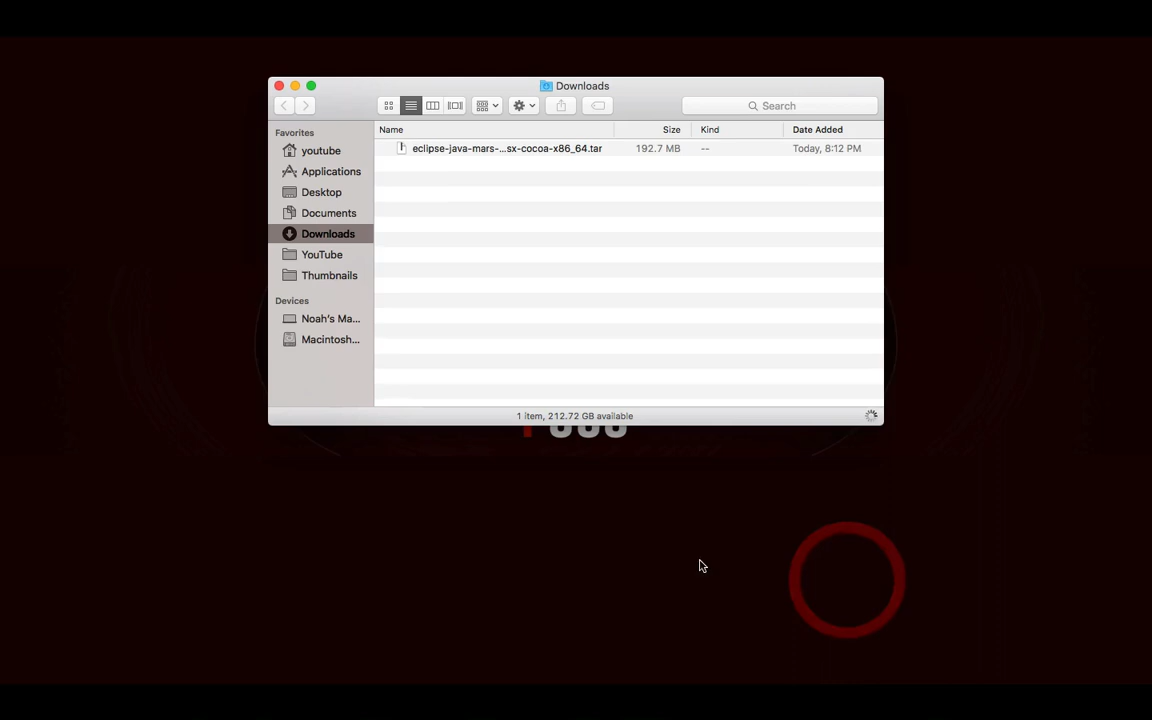 Downloads
Search
Favorites
youtube
Applications
Desktop
Documents
Downloads
YouTube
Thumbnails
Devices
Noah's Ma...
Macintosh...
Name Size Kind Date Added
eclipse-java-mars-...sx-cocoa-x86_64.tar 192.7 MB -- Today, 8:12 PM
1 item, 212.72 GB available